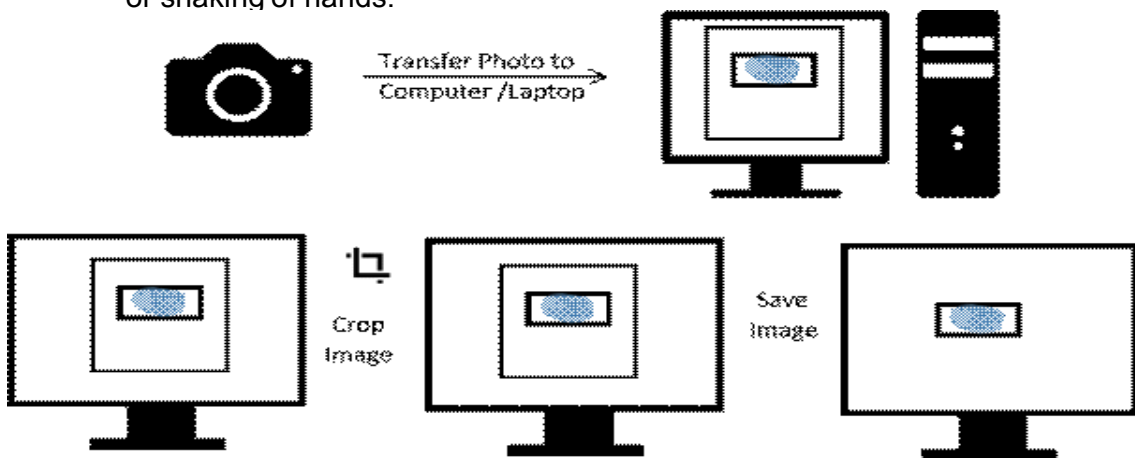 or shaking of hands.
Transfer Photo to
Computer /Laptop
Crop
Image
Save
Image